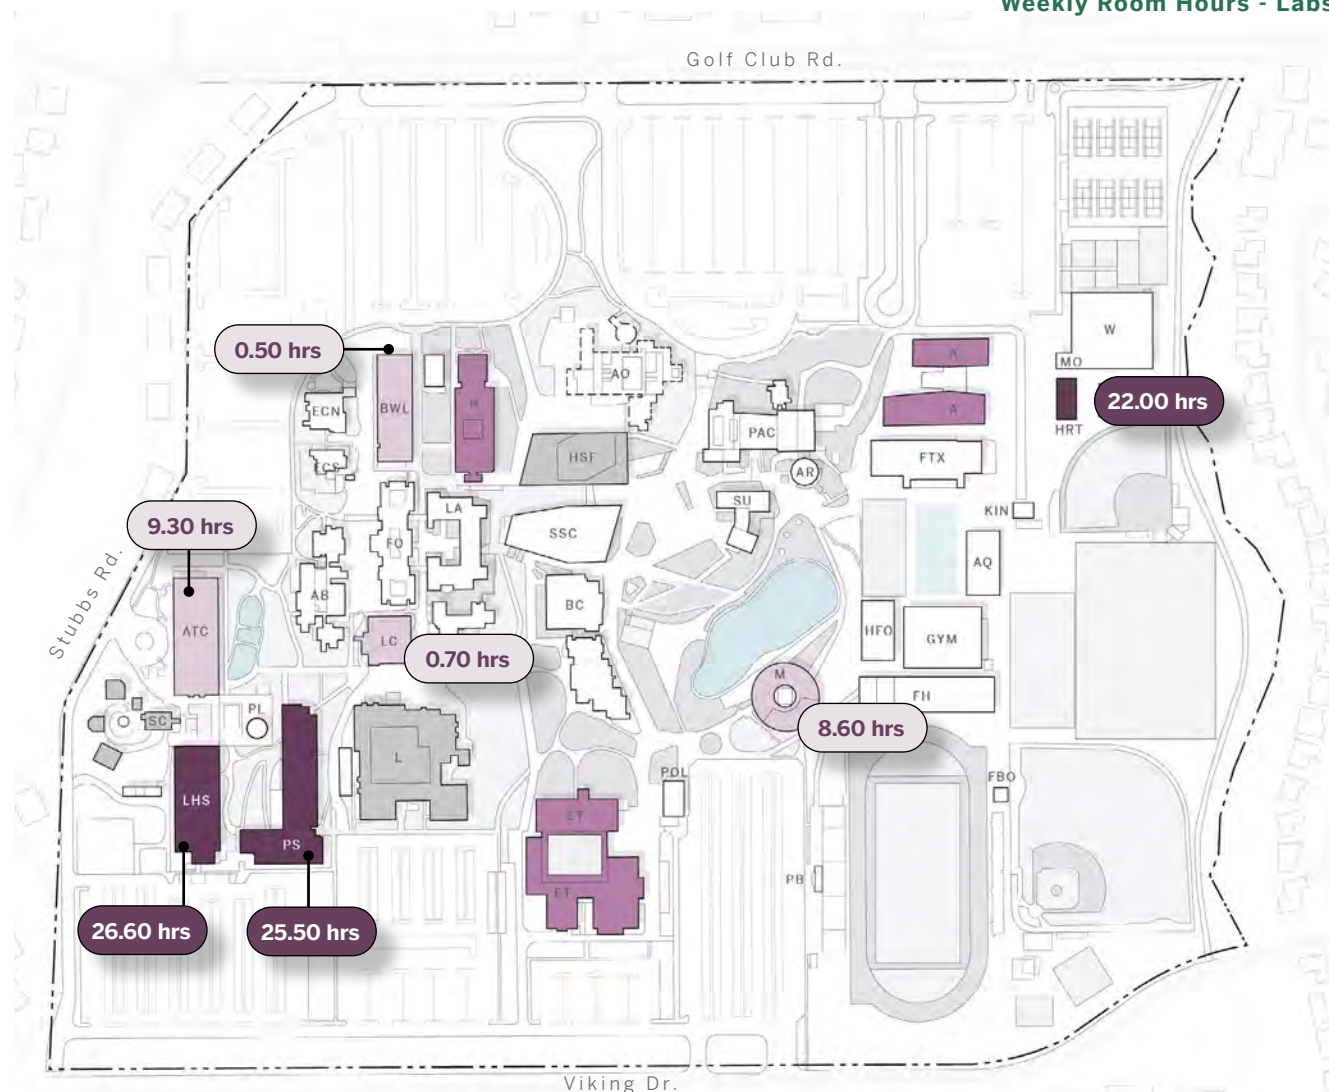 Weekly Room Hours - Labs
Golf Club Rd.
W
MO
0.50 hrs
AO
22.00 hrs
HRT
ECN
BWL
H
A
PAC
ECS
HSF
FTX
AR
SU
LA
KIN
9.30 hrs
FO
SSC
AQ
Stubbs Rd.
AB
BC
ATC
LC
HFO
GYM
0.70 hrs
M
FH
PL
SC
8.60 hrs
L
POL
FBO
LHS
ET
PS
PB
ET
26.60 hrs
25.50 hrs
Viking Dr.